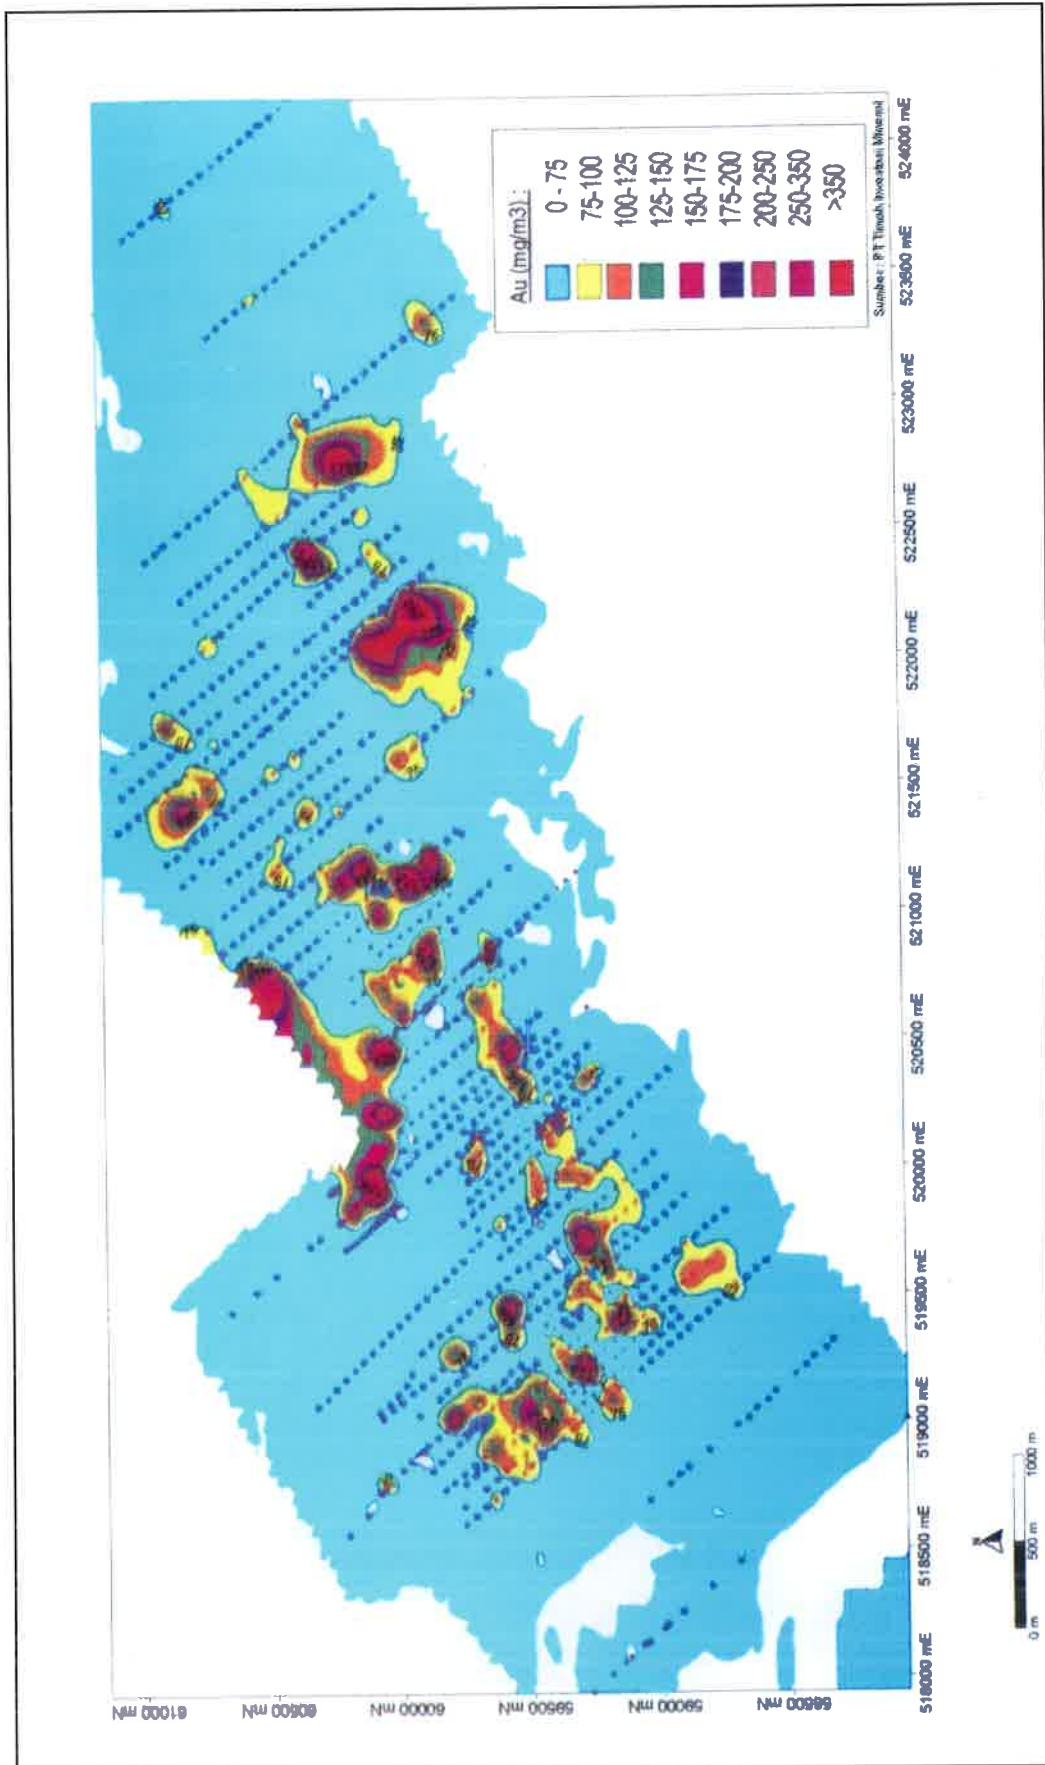 Au (mg/m3) :
0 - 75
75-100
100-125
125-150
150-175
175-200
200-250
250-350
>350
Sumber : PT Timah Investasi Mineral
61000 mN
60500 mN
60000 mN
59500 mN
59000 mN
58500 mN
518000 mE
518500 mE
519000 mE
519500 mE
520000 mE
520500 mE
521000 mE
521500 mE
522000 mE
522500 mE
523000 mE
523500 mE
524000 mE
N
0 m
500 m
1000 m